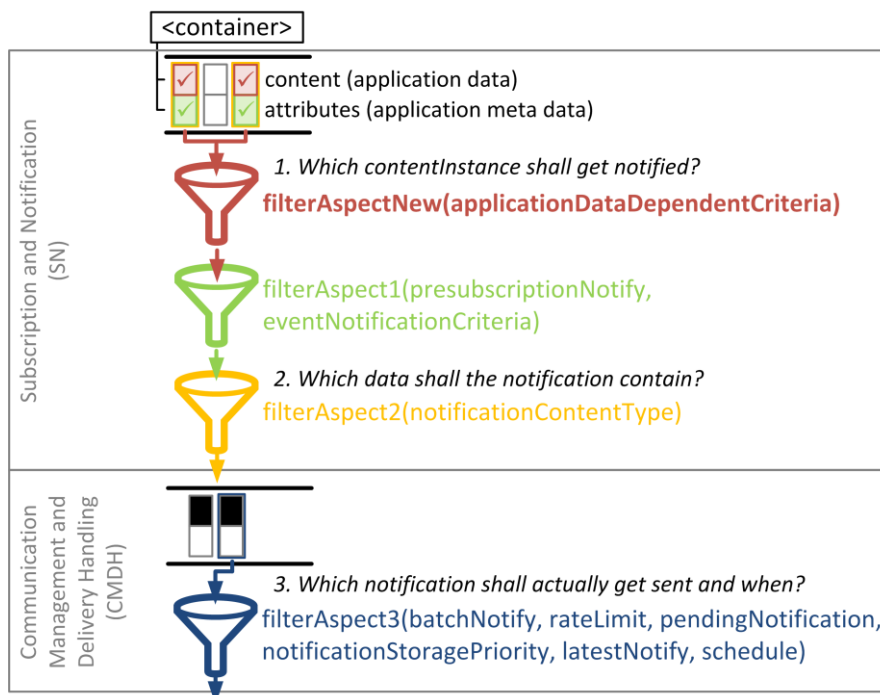 <container>
content (application data)
attributes (application meta data)
1. Which contentInstance shall get notified?
filterAspectNew(applicationDataDependentCriteria)
filterAspect1(presubscriptionNotify,
eventNotificationCriteria)
2. Which data shall the notification contain?
filterAspect2(notificationContentType)
Subscription and Notification
(SN)
3. Which notification shall actually get sent and when?
filterAspect3(batchNotify, rateLimit, pendingNotification,
notificationStoragePriority, latestNotify, schedule)
Communication
Management and
Delivery Handling
(CMDH)